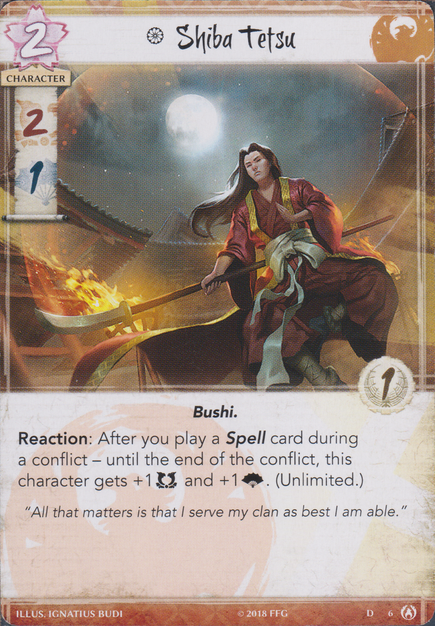 2
Shiba Tetsu
CHARACTER
2
1
1
Bushi.
Reaction: After you play a Spell card during
a conflict – until the end of the conflict, this
character gets +1 and +1 . (Unlimited.)
"All that matters is that I serve my clan as best I am able."
ILLUS. IGNATIUS BUDI © 2018 FFG D 6